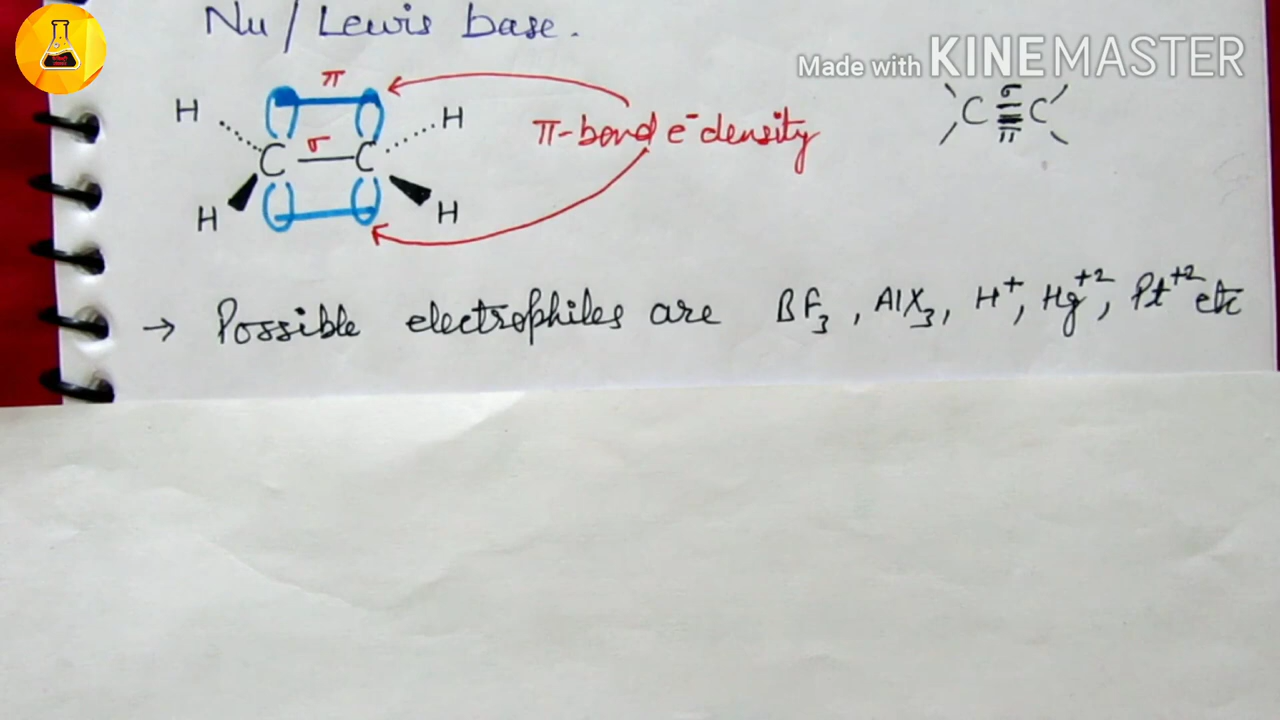 Nu / Lewis base.
Made with KINEMASTER
π
H H
σ
C C
H H
π-bond e⁻density
σ
C C
π
→ Possible electrophiles are BF₃, AlX₃, H⁺, Hg⁺², Pt⁺² etc